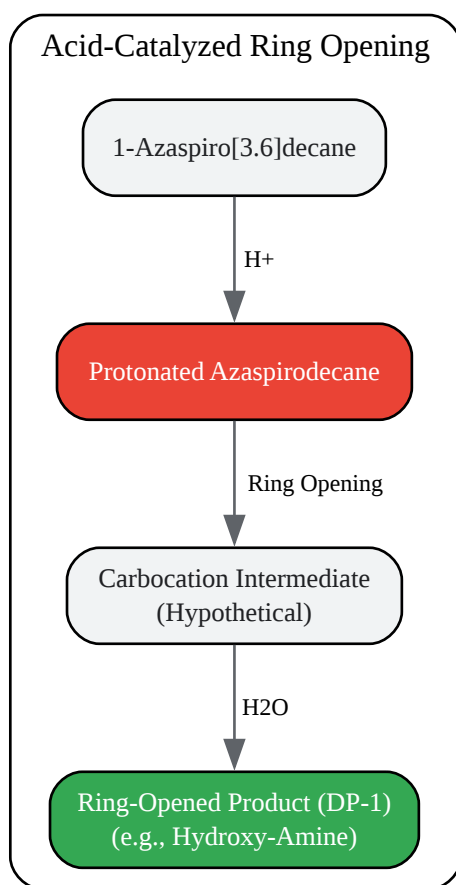 Acid-Catalyzed Ring Opening
1-Azaspiro[3.6]decane
H+
Protonated Azaspirodecane
Ring Opening
Carbocation Intermediate
(Hypothetical)
H2O
Ring-Opened Product (DP-1)
(e.g., Hydroxy-Amine)